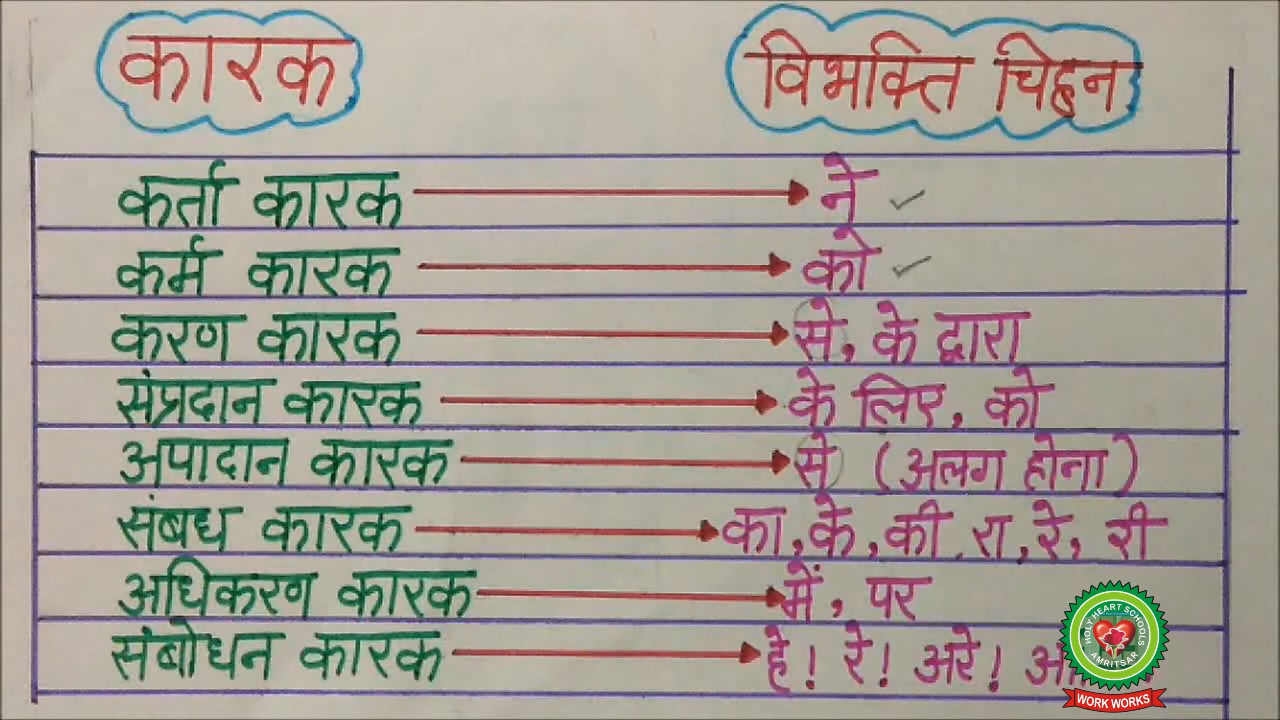 कारक विभक्ति चिह्न
कर्ता कारक ने
कर्म कारक को
करण कारक से, के द्वारा
संप्रदान कारक के लिए, को
अपादान कारक से (अलग होना)
संबध कारक का, के, की, रा, रे, री
अधिकरण कारक में, पर
संबोधन कारक हे! रे! अरे!
HOLY HEART SCHOOLS
AMRITSAR
WORK WORKS